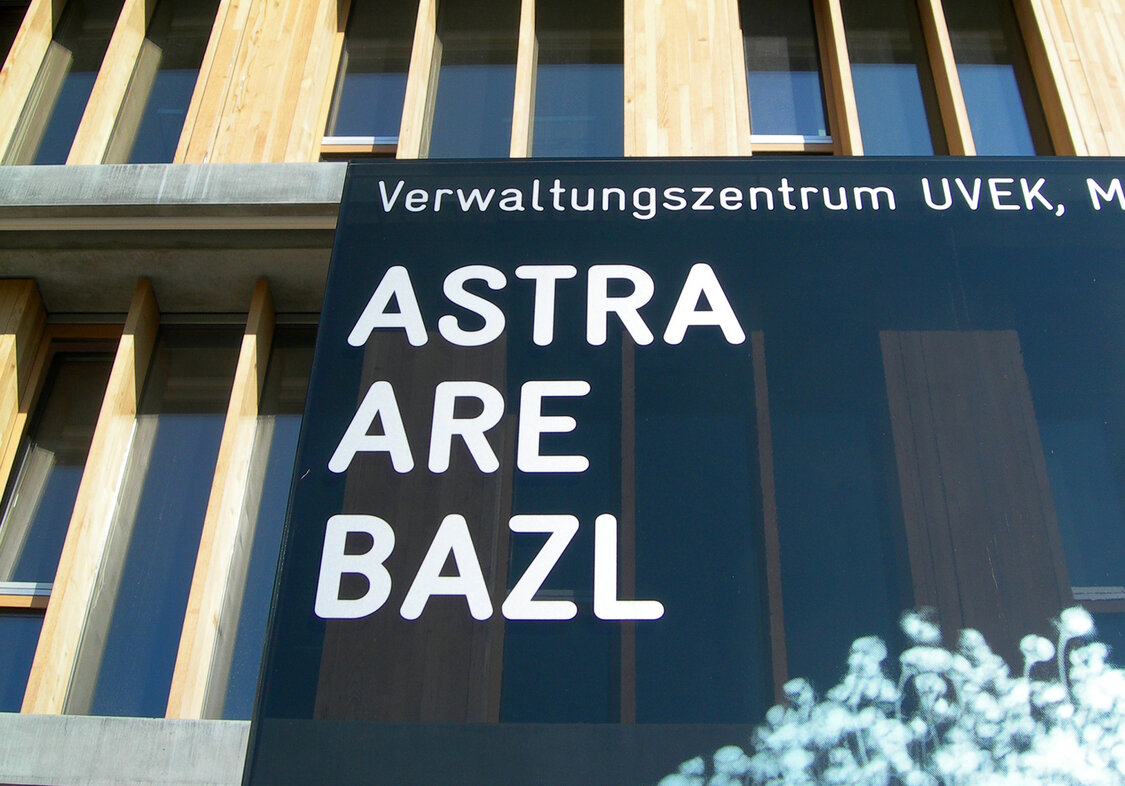 Verwaltungszentrum UVEK, M
ASTRA
ARE
BAZL